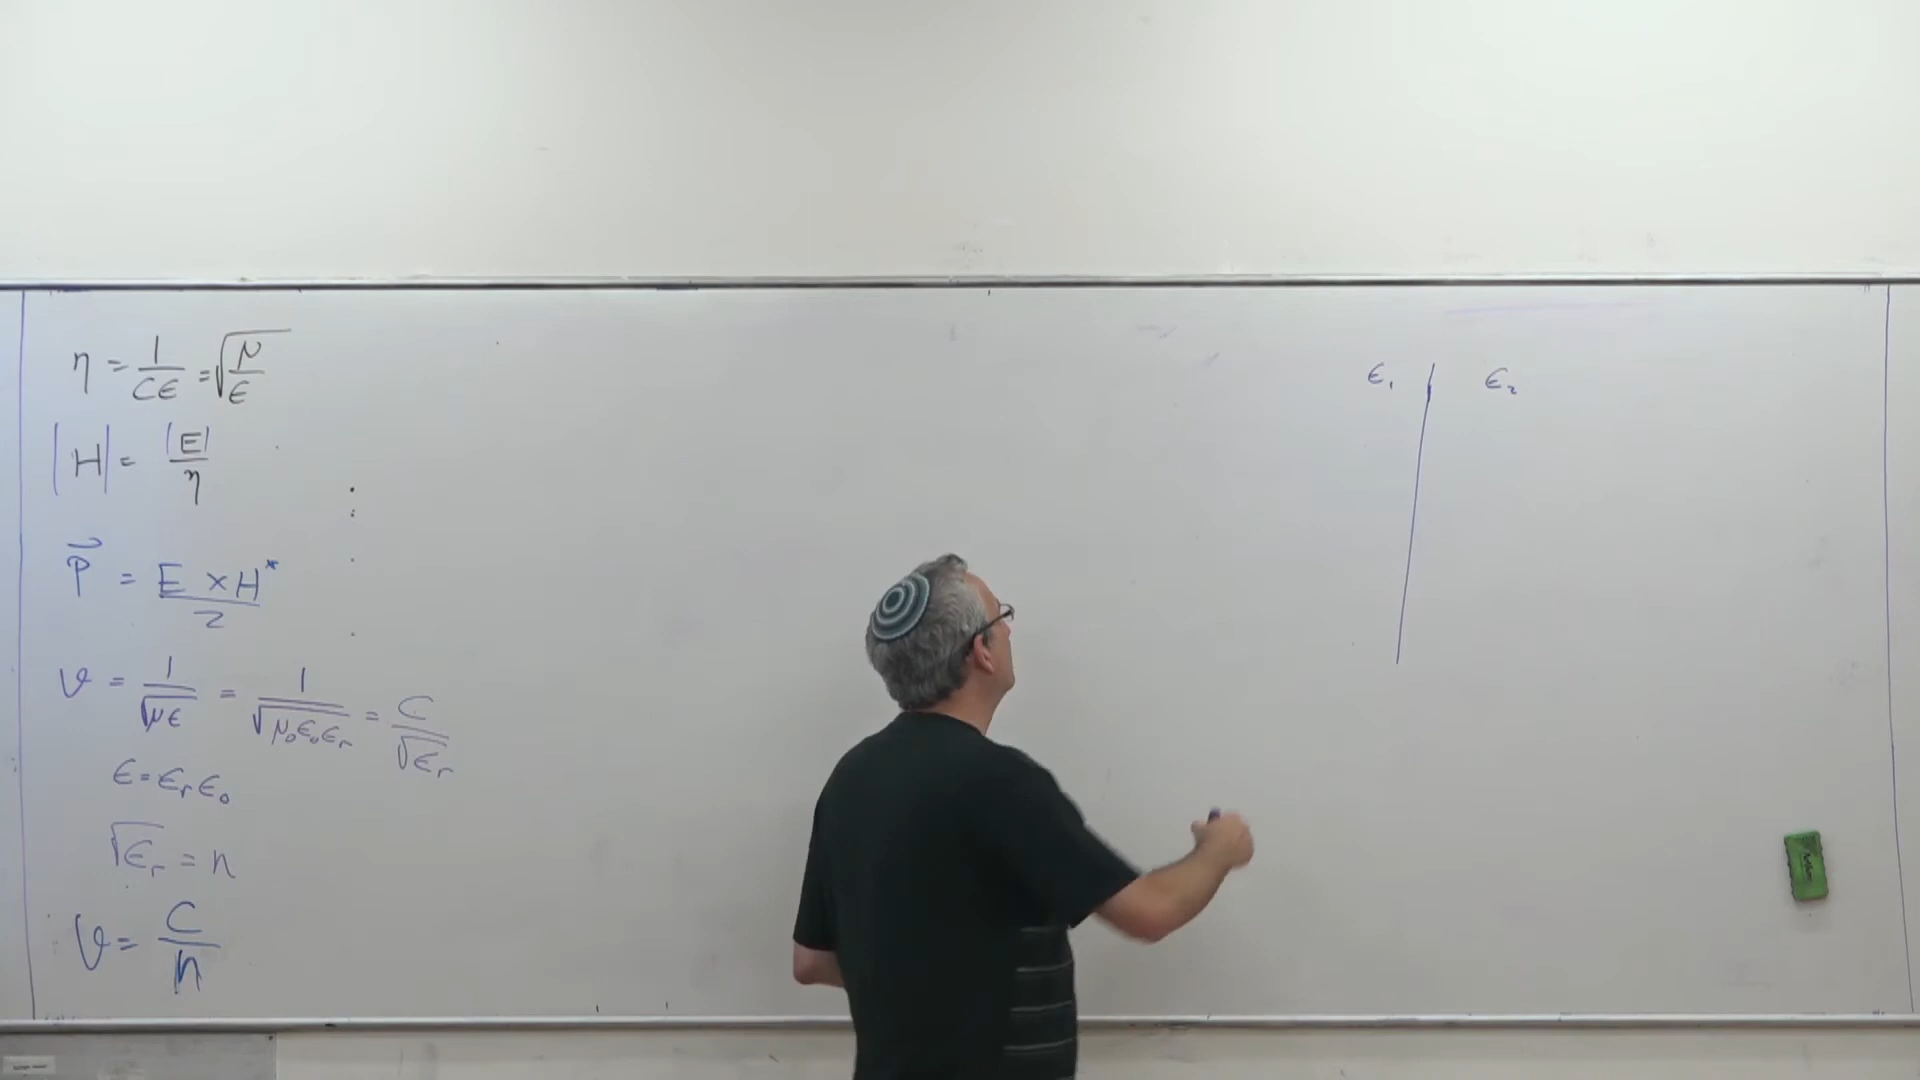 η = 1/(Cϵ) = √(μ/ϵ)
|H| = |E|/η
P⃗ = (E × H*)/2
v = 1/√(μϵ) = 1/√(μ₀ϵ₀ϵᵣ) = C/√ϵᵣ
ϵ = ϵᵣϵ₀
√ϵᵣ = n
v = C/n
ϵ₁ ϵ₂